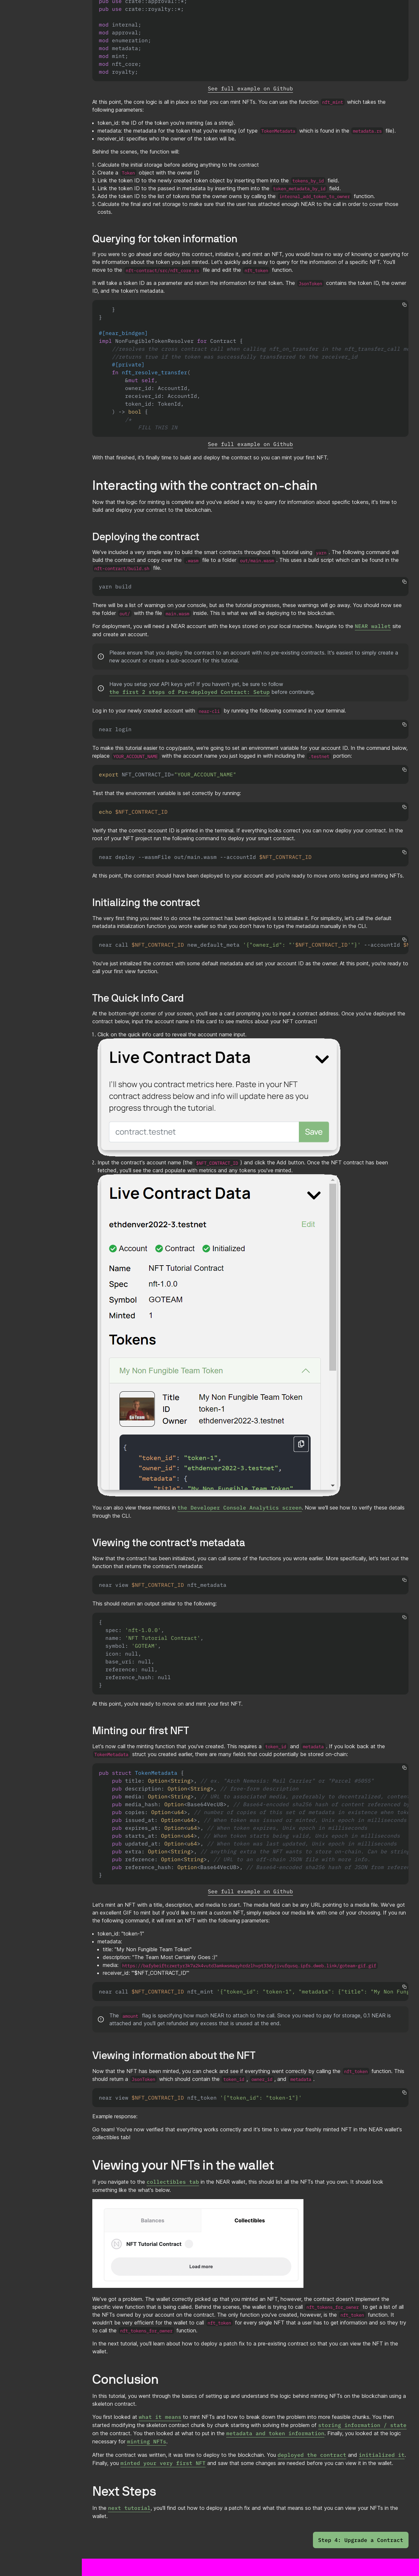 pub use crate::approval::*;
pub use crate::royalty::*;
mod internal;
mod approval;
mod enumeration;
mod metadata;
mod mint;
mod nft_core;
mod royalty;
See full example on Github
At this point, the core logic is all in place so that you can mint NFTs. You can use the function nft_mint which takes the
following parameters:
token_id: the ID of the token you're minting (as a string).
metadata: the metadata for the token that you're minting (of type TokenMetadata which is found in the metadata.rs file).
receiver_id: specifies who the owner of the token will be.
Behind the scenes, the function will:
1. Calculate the initial storage before adding anything to the contract
2. Create a Token object with the owner ID
3. Link the token ID to the newly created token object by inserting them into the tokens_by_id field.
4. Link the token ID to the passed in metadata by inserting them into the token_metadata_by_id field.
5. Add the token ID to the list of tokens that the owner owns by calling the internal_add_token_to_owner function.
6. Calculate the final and net storage to make sure that the user has attached enough NEAR to the call in order to cover those
costs.
Querying for token information
If you were to go ahead and deploy this contract, initialize it, and mint an NFT, you would have no way of knowing or querying for
the information about the token you just minted. Let's quickly add a way to query for the information of a specific NFT. You'll
move to the nft-contract/src/nft_core.rs file and edit the nft_token function.
It will take a token ID as a parameter and return the information for that token. The JsonToken contains the token ID, the owner
ID, and the token's metadata.
}
}
#[near_bindgen]
impl NonFungibleTokenResolver for Contract {
//resolves the cross contract call when calling nft_on_transfer in the nft_transfer_call me
//returns true if the token was successfully transferred to the receiver_id
#[private]
fn nft_resolve_transfer(
&mut self,
owner_id: AccountId,
receiver_id: AccountId,
token_id: TokenId,
) -> bool {
/*
FILL THIS IN
See full example on Github
With that finished, it's finally time to build and deploy the contract so you can mint your first NFT.
Interacting with the contract on-chain
Now that the logic for minting is complete and you've added a way to query for information about specific tokens, it's time to
build and deploy your contract to the blockchain.
Deploying the contract
We've included a very simple way to build the smart contracts throughout this tutorial using yarn. The following command will
build the contract and copy over the .wasm file to a folder out/main.wasm. This uses a build script which can be found in the
nft-contract/build.sh file.
yarn build
There will be a list of warnings on your console, but as the tutorial progresses, these warnings will go away. You should now see
the folder out/ with the file main.wasm inside. This is what we will be deploying to the blockchain.
For deployment, you will need a NEAR account with the keys stored on your local machine. Navigate to the NEAR wallet site
and create an account.
Please ensure that you deploy the contract to an account with no pre-existing contracts. It's easiest to simply create a
new account or create a sub-account for this tutorial.
Have you setup your API keys yet? If you haven't yet, be sure to follow
the first 2 steps of Pre-deployed Contract: Setup before continuing.
Log in to your newly created account with near-cli by running the following command in your terminal.
near login
To make this tutorial easier to copy/paste, we're going to set an environment variable for your account ID. In the command below,
replace YOUR_ACCOUNT_NAME with the account name you just logged in with including the .testnet portion:
export NFT_CONTRACT_ID="YOUR_ACCOUNT_NAME"
Test that the environment variable is set correctly by running:
echo $NFT_CONTRACT_ID
Verify that the correct account ID is printed in the terminal. If everything looks correct you can now deploy your contract. In the
root of your NFT project run the following command to deploy your smart contract.
near deploy --wasmFile out/main.wasm --accountId $NFT_CONTRACT_ID
At this point, the contract should have been deployed to your account and you're ready to move onto testing and minting NFTs.
Initializing the contract
The very first thing you need to do once the contract has been deployed is to initialize it. For simplicity, let's call the default
metadata initialization function you wrote earlier so that you don't have to type the metadata manually in the CLI.
near call $NFT_CONTRACT_ID new_default_meta '{"owner_id": "'$NFT_CONTRACT_ID'"}' --accountId $N
You've just initialized the contract with some default metadata and set your account ID as the owner. At this point, you're ready to
call your first view function.
The Quick Info Card
At the bottom-right corner of your screen, you'll see a card prompting you to input a contract address. Once you've deployed the
contract below, input the account name in this card to see metrics about your NFT contract!
1. Click on the quick info card to reveal the account name input.
Live Contract Data
I'll show you contract metrics here. Paste in your NFT
contract address below and info will update here as you
progress through the tutorial.
contract.testnet
Save
2. Input the contract's account name (the $NFT_CONTRACT_ID) and click the Add button. Once the NFT contract has been
fetched, you'll see the card populate with metrics and any tokens you've minted.
Live Contract Data
ethdenver2022-3.testnet Edit
Account Contract Initialized
Name NFT Tutorial Contract
Spec nft-1.0.0
Symbol GOTEAM
Minted 1
Tokens
My Non Fungible Team Token
Title My Non Fungible Team Token
ID token-1
Owner ethdenver2022-3.testnet
{
"token_id": "token-1",
"owner_id": "ethdenver2022-3.testnet",
"metadata": {
"title": "My Non Fungible Team Token"
You can also view these metrics in the Developer Console Analytics screen. Now we'll see how to verify these details
through the CLI.
Viewing the contract's metadata
Now that the contract has been initialized, you can call some of the functions you wrote earlier. More specifically, let's test out the
function that returns the contract's metadata:
near view $NFT_CONTRACT_ID nft_metadata
This should return an output similar to the following:
{
spec: 'nft-1.0.0',
name: 'NFT Tutorial Contract',
symbol: 'GOTEAM',
icon: null,
base_uri: null,
reference: null,
reference_hash: null
}
At this point, you're ready to move on and mint your first NFT.
Minting our first NFT
Let's now call the minting function that you've created. This requires a token_id and metadata. If you look back at the
TokenMetadata struct you created earlier, there are many fields that could potentially be stored on-chain:
pub struct TokenMetadata {
pub title: Option<String>, // ex. "Arch Nemesis: Mail Carrier" or "Parcel #5055"
pub description: Option<String>, // free-form description
pub media: Option<String>, // URL to associated media, preferably to decentralized, conten
pub media_hash: Option<Base64VecU8>, // Base64-encoded sha256 hash of content referenced by
pub copies: Option<u64>, // number of copies of this set of metadata in existence when toke
pub issued_at: Option<u64>, // When token was issued or minted, Unix epoch in milliseconds
pub expires_at: Option<u64>, // When token expires, Unix epoch in milliseconds
pub starts_at: Option<u64>, // When token starts being valid, Unix epoch in milliseconds
pub updated_at: Option<u64>, // When token was last updated, Unix epoch in milliseconds
pub extra: Option<String>, // anything extra the NFT wants to store on-chain. Can be string
pub reference: Option<String>, // URL to an off-chain JSON file with more info.
pub reference_hash: Option<Base64VecU8>, // Base64-encoded sha256 hash of JSON from referen
}
See full example on Github
Let's mint an NFT with a title, description, and media to start. The media field can be any URL pointing to a media file. We've got
an excellent GIF to mint but if you'd like to mint a custom NFT, simply replace our media link with one of your choosing. If you run
the following command, it will mint an NFT with the following parameters:
token_id: "token-1"
metadata:
title: "My Non Fungible Team Token"
description: "The Team Most Certainly Goes :)"
media:
receiver_id: "'$NFT_CONTRACT_ID'"
near call $NFT_CONTRACT_ID nft_mint '{"token_id": "token-1", "metadata": {"title": "My Non Fung
The amount flag is specifying how much NEAR to attach to the call. Since you need to pay for storage, 0.1 NEAR is
attached and you'll get refunded any excess that is unused at the end.
Viewing information about the NFT
Now that the NFT has been minted, you can check and see if everything went correctly by calling the nft_token function. This
should return a JsonToken which should contain the token_id, owner_id, and metadata.
near view $NFT_CONTRACT_ID nft_token '{"token_id": "token-1"}'
Example response:
Go team! You've now verified that everything works correctly and it's time to view your freshly minted NFT in the NEAR wallet's
collectibles tab!
Viewing your NFTs in the wallet
If you navigate to the collectibles tab in the NEAR wallet, this should list all the NFTs that you own. It should look
something like the what's below.
Balances Collectibles
NFT Tutorial Contract
Load more
We've got a problem. The wallet correctly picked up that you minted an NFT, however, the contract doesn't implement the
specific view function that is being called. Behind the scenes, the wallet is trying to call nft_tokens_for_owner to get a list of all
the NFTs owned by your account on the contract. The only function you've created, however, is the nft_token function. It
wouldn't be very efficient for the wallet to call nft_token for every single NFT that a user has to get information and so they try
to call the nft_tokens_for_owner function.
In the next tutorial, you'll learn about how to deploy a patch fix to a pre-existing contract so that you can view the NFT in the
wallet.
Conclusion
In this tutorial, you went through the basics of setting up and understand the logic behind minting NFTs on the blockchain using a
skeleton contract.
You first looked at what it means to mint NFTs and how to break down the problem into more feasible chunks. You then
started modifying the skeleton contract chunk by chunk starting with solving the problem of storing information / state
on the contract. You then looked at what to put in the metadata and token information. Finally, you looked at the logic
necessary for minting NFTs.
After the contract was written, it was time to deploy to the blockchain. You deployed the contract and initialized it.
Finally, you minted your very first NFT and saw that some changes are needed before you can view it in the wallet.
Next Steps
In the next tutorial, you'll find out how to deploy a patch fix and what that means so that you can view your NFTs in the
wallet.
Step 4: Upgrade a Contract